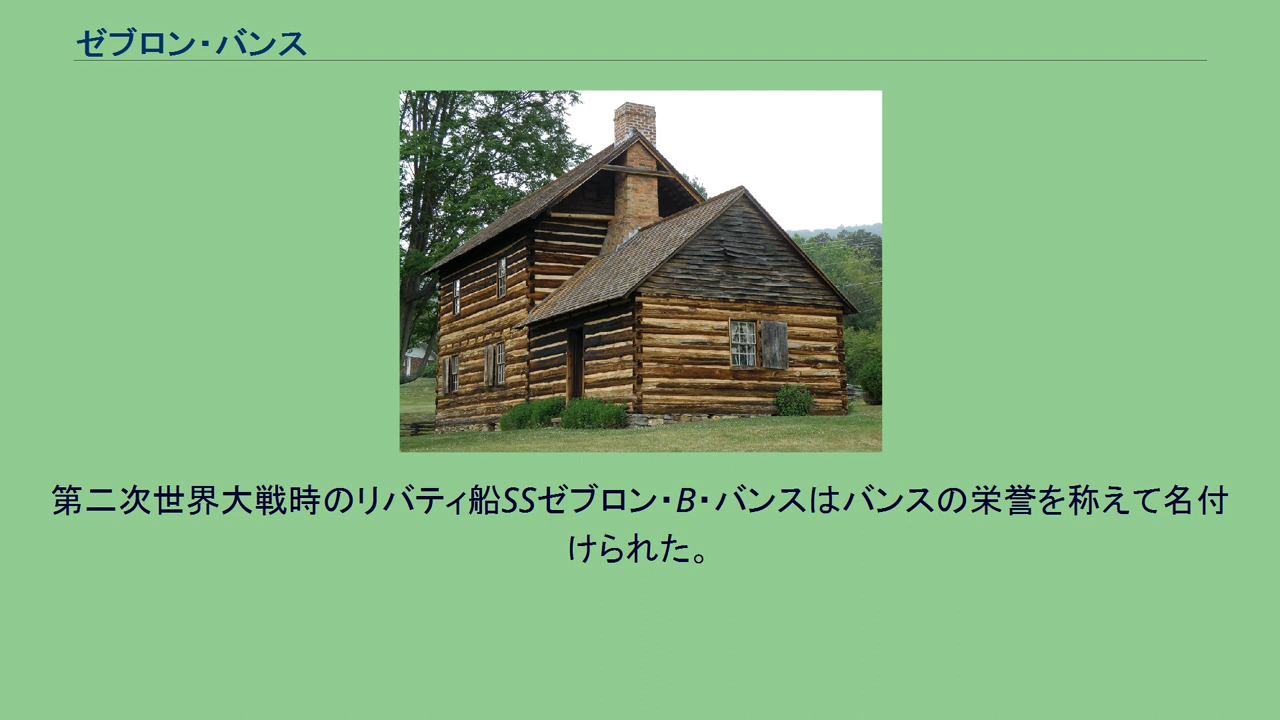 ゼブロン・バンス
第二次世界大戦時のリバティ船SSゼブロン・B・バンスはバンスの栄誉を称えて名付
けられた。